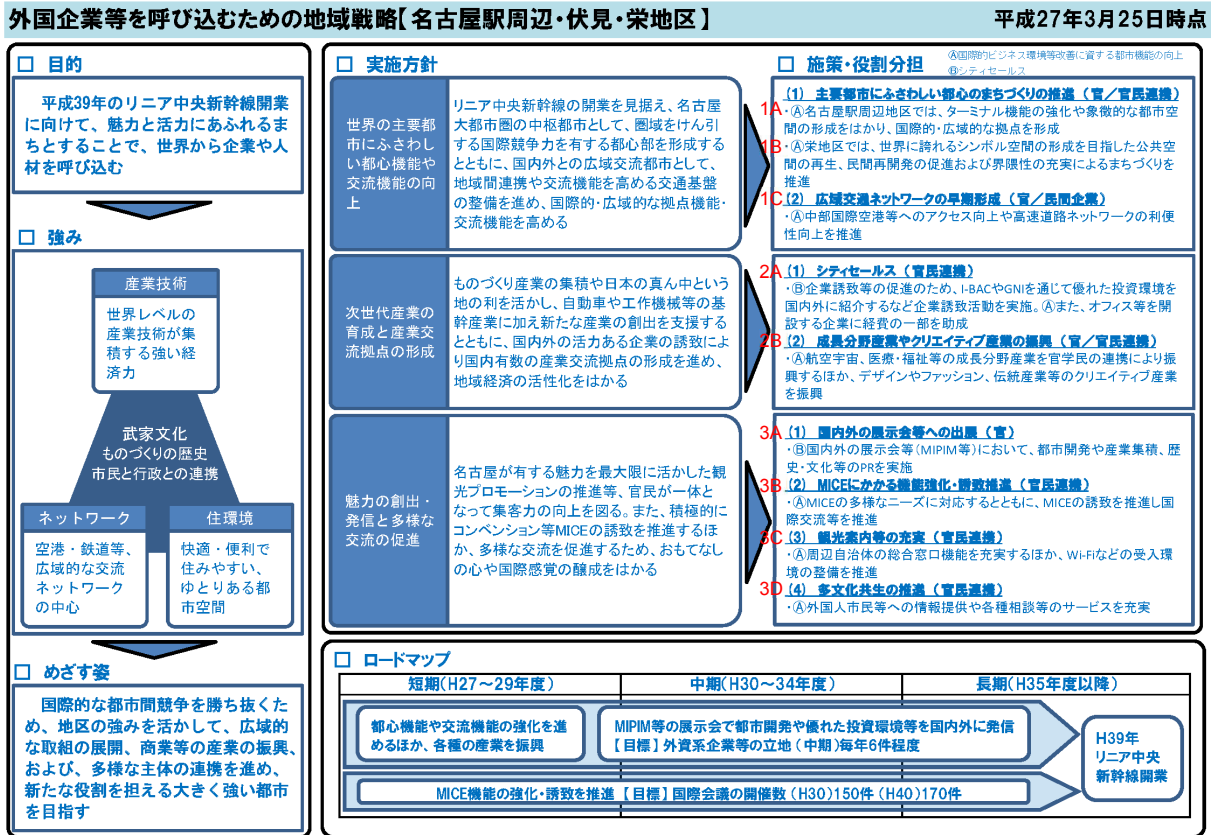 外国企業等を呼び込むための地域戦略【名古屋駅周辺・伏見・栄地区】
平成27年3月25日時点
□ 目的
平成39年のリニア中央新幹線開業
に向けて、魅力と活力にあふれるま
ちとすることで、世界から企業や人
材を呼び込む
□ 強み
産業技術
世界レベルの
産業技術が集
積する強い経
済力
武家文化
ものづくりの歴史
市民と行政との連携
ネットワーク
空港・鉄道等、
広域的な交流
ネットワーク
の中心
住環境
快適・便利で
住みやすい、
ゆとりある都
市空間
□ めざす姿
国際的な都市間競争を勝ち抜くた
め、地区の強みを活かして、広域的
な取組の展開、商業等の産業の振興、
および、多様な主体の連携を進め、
新たな役割を担える大きく強い都市
を目指す
□ 実施方針
世界の主要都
市にふさわし
い都心機能や
交流機能の向
上
リニア中央新幹線の開業を見据え、名古屋
大都市圏の中枢都市として、圏域をけん引
する国際競争力を有する都心部を形成する
とともに、国内外との広域交流都市として、
地域間連携や交流機能を高める交通基盤
の整備を進め、国際的・広域的な拠点機能・
交流機能を高める
次世代産業の
育成と産業交
流拠点の形成
ものづくり産業の集積や日本の真ん中という
地の利を活かし、自動車や工作機械等の基
幹産業に加え新たな産業の創出を支援する
とともに、国内外の活力ある企業の誘致によ
り国内有数の産業交流拠点の形成を進め、
地域経済の活性化をはかる
魅力の創出・
発信と多様な
交流の促進
名古屋が有する魅力を最大限に活かした観
光プロモーションの推進等、官民が一体と
なって集客力の向上を図る。また、積極的に
コンベンション等MICEの誘致を推進するほ
か、多様な交流を促進するため、おもてなし
の心や国際感覚の醸成をはかる
□ 施策・役割分担
Ⓐ国際的ビジネス環境等改善に資する都市機能の向上
Ⓑシティセールス
(1) 主要都市にふさわしい都心のまちづくりの推進（官／官民連携）
1A ・Ⓐ名古屋駅周辺地区では、ターミナル機能の強化や象徴的な都市空
間の形成をはかり、国際的・広域的な拠点を形成
1B ・Ⓐ栄地区では、世界に誇れるシンボル空間の形成を目指した公共空
間の再生、民間再開発の促進および界隈性の充実によるまちづくりを
推進
1C (2) 広域交通ネットワークの早期形成（官／民間企業）
・Ⓐ中部国際空港等へのアクセス向上や高速道路ネットワークの利便
性向上を推進
2A (1) シティセールス（官民連携）
・Ⓑ企業誘致等の促進のため、I-BACやGNIを通じて優れた投資環境を
国内外に紹介するなど企業誘致活動を実施。Ⓐまた、オフィス等を開
設する企業に経費の一部を助成
2B (2) 成長分野産業やクリエイティブ産業の振興（官／官民連携）
・Ⓐ航空宇宙、医療・福祉等の成長分野産業を官学民の連携により振
興するほか、デザインやファッション、伝統産業等のクリエイティブ産業
を振興
3A (1) 国内外の展示会等への出展（官）
・Ⓑ国内外の展示会等（MIPIM等）において、都市開発や産業集積、歴
史・文化等のPRを実施
3B (2) MICEにかかる機能強化・誘致推進（官民連携）
・ⒶMICEの多様なニーズに対応するとともに、MICEの誘致を推進し国
際交流等を推進
3C (3) 観光案内等の充実（官民連携）
・Ⓐ周辺自治体の総合窓口機能を充実するほか、Wi-Fiなどの受入環
境の整備を推進
3D (4) 多文化共生の推進（官民連携）
・Ⓐ外国人市民等への情報提供や各種相談等のサービスを充実
□ ロードマップ
短期（H27～29年度）
中期（H30～34年度）
長期（H35年度以降）
都心機能や交流機能の強化を進
めるほか、各種の産業を振興
MIPIM等の展示会で都市開発や優れた投資環境等を国内外に発信
【目標】外資系企業等の立地（中期）毎年6件程度
MICE機能の強化・誘致を推進 【目標】国際会議の開催数（H30）150件（H40）170件
H39年
リニア中央
新幹線開業